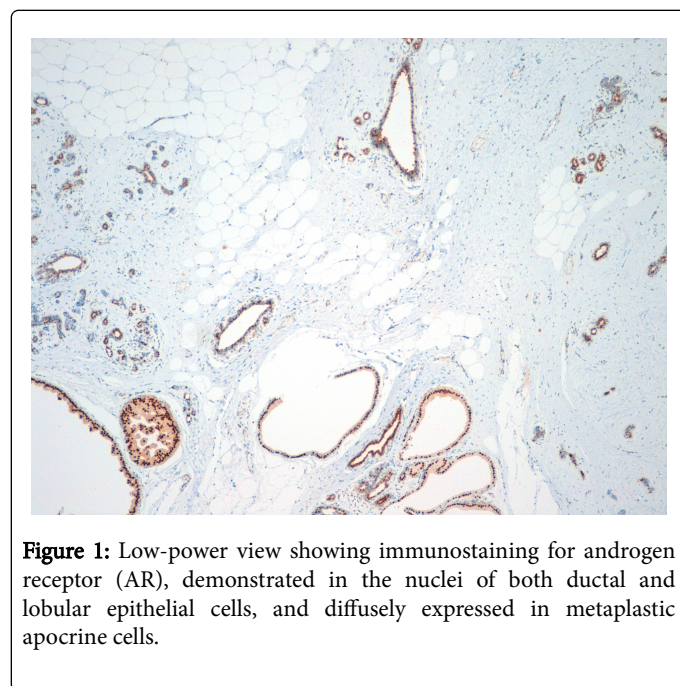 Figure 1: Low-power view showing immunostaining for androgen
receptor (AR), demonstrated in the nuclei of both ductal and
lobular epithelial cells, and diffusely expressed in metaplastic
apocrine cells.